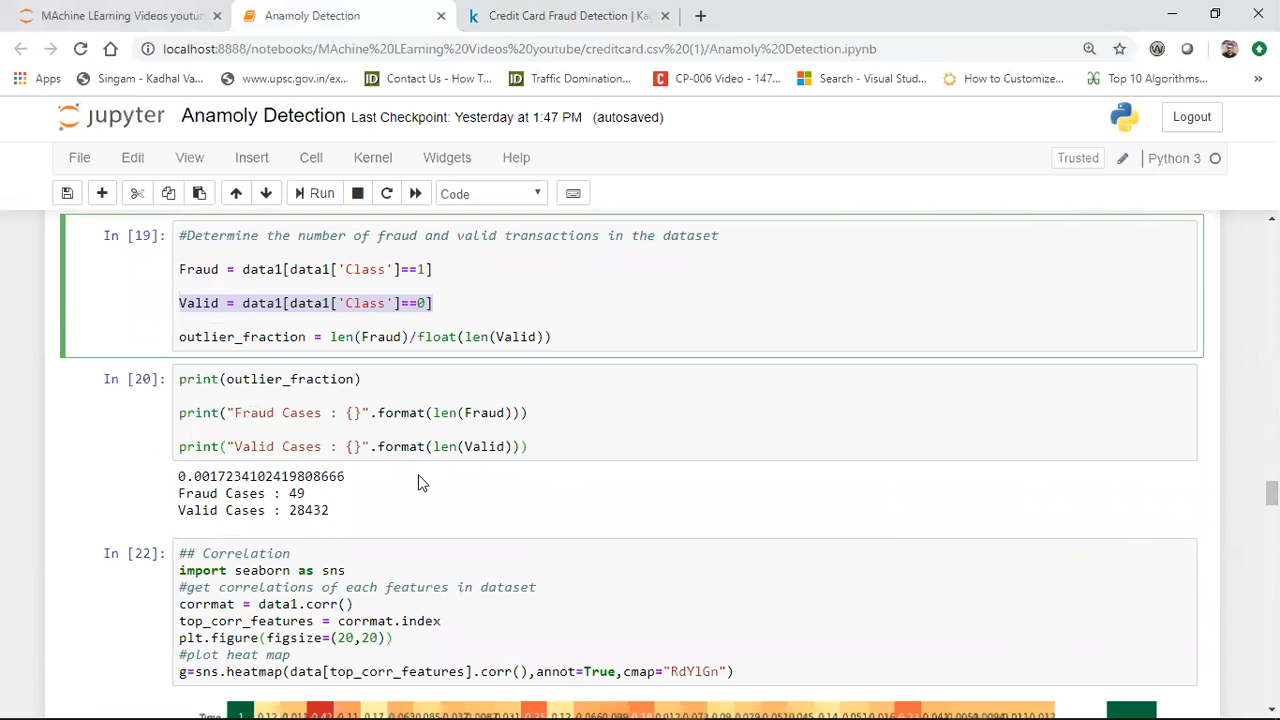 MAchine LEarning Videos youtub
Anamoly Detection
Credit Card Fraud Detection | Kag
localhost:8888/notebooks/MAchine%20LEarning%20Videos%20youtube/creditcard.csv%20(1)/Anamoly%20Detection.ipynb
Apps
Singam - Kadhal Va...
www.upsc.gov.in/ex...
Contact Us - How T...
Traffic Domination...
CP-006 Video - 147...
Search - Visual Stud...
How to Customize...
Top 10 Algorithms...
jupyter Anamoly Detection Last Checkpoint: Yesterday at 1:47 PM (autosaved)
Logout
File Edit View Insert Cell Kernel Widgets Help
Trusted Python 3
Run Code
In [19]: #Determine the number of fraud and valid transactions in the dataset
Fraud = data1[data1['Class']==1]
Valid = data1[data1['Class']==0]
outlier_fraction = len(Fraud)/float(len(Valid))
In [20]: print(outlier_fraction)
print("Fraud Cases : {}".format(len(Fraud)))
print("Valid Cases : {}".format(len(Valid)))
0.0017234102419808666
Fraud Cases : 49
Valid Cases : 28432
In [22]: ## Correlation
import seaborn as sns
#get correlations of each features in dataset
corrmat = data1.corr()
top_corr_features = corrmat.index
plt.figure(figsize=(20,20))
#plot heat map
g=sns.heatmap(data[top_corr_features].corr(),annot=True,cmap="RdYlGn")